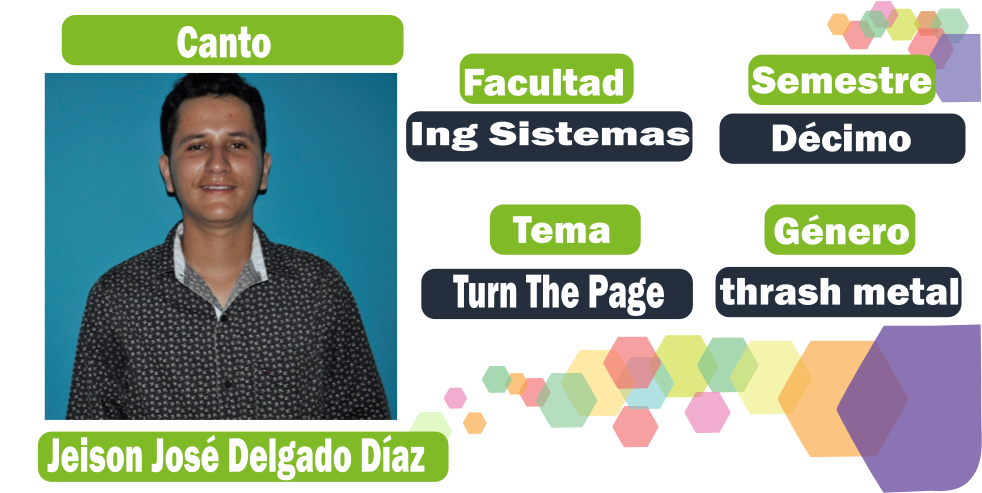 Canto
Facultad
Ing Sistemas
Semestre
Décimo
Tema
Turn The Page
Género
thrash metal
Jeison José Delgado Díaz